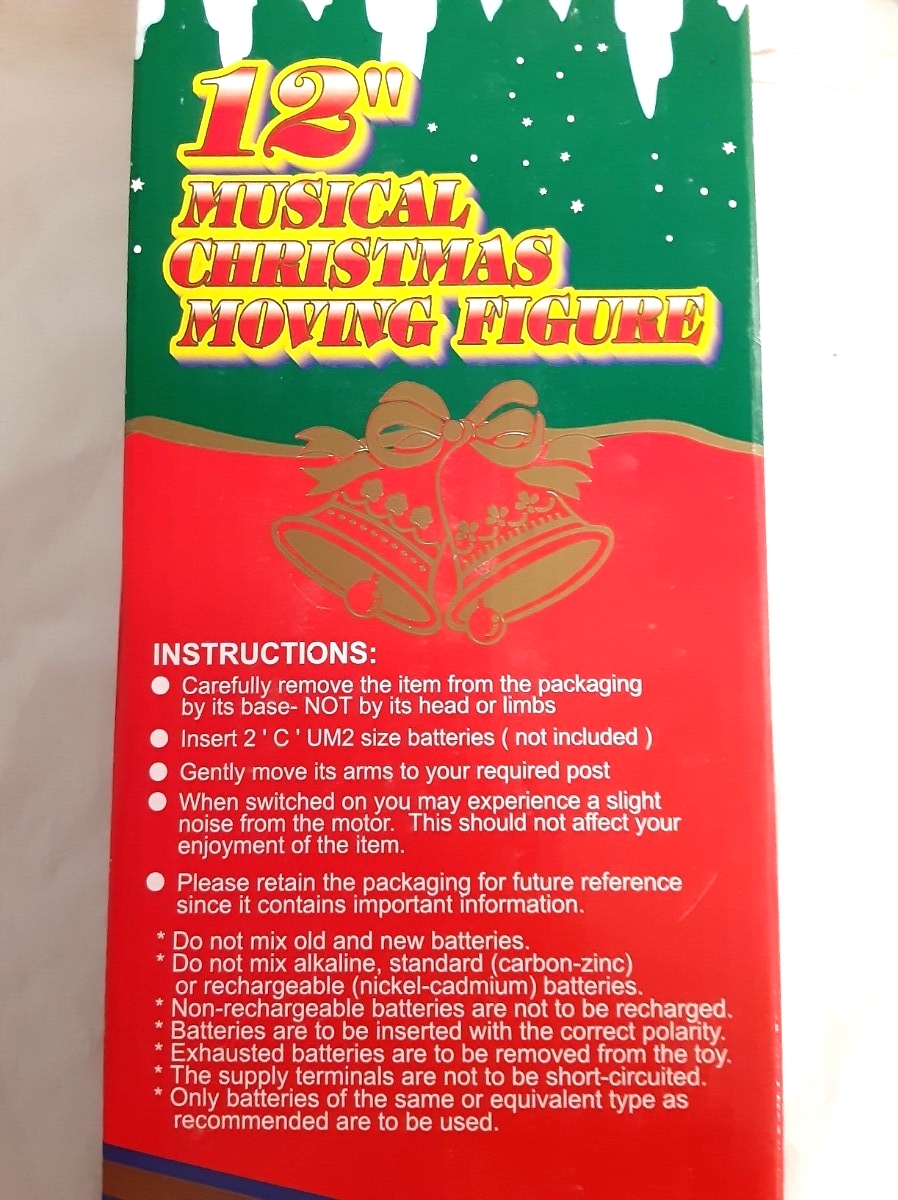 12"
MUSICAL
CHRISTMAS
MOVING FIGURE
INSTRUCTIONS:
● Carefully remove the item from the packaging
by its base- NOT by its head or limbs
● Insert 2 ' C ' UM2 size batteries ( not included )
● Gently move its arms to your required post
● When switched on you may experience a slight
noise from the motor. This should not affect your
enjoyment of the item.
● Please retain the packaging for future reference
since it contains important information.
* Do not mix old and new batteries.
* Do not mix alkaline, standard (carbon-zinc)
or rechargeable (nickel-cadmium) batteries.
* Non-rechargeable batteries are not to be recharged.
* Batteries are to be inserted with the correct polarity.
* Exhausted batteries are to be removed from the toy.
* The supply terminals are not to be short-circuited.
* Only batteries of the same or equivalent type as
recommended are to be used.